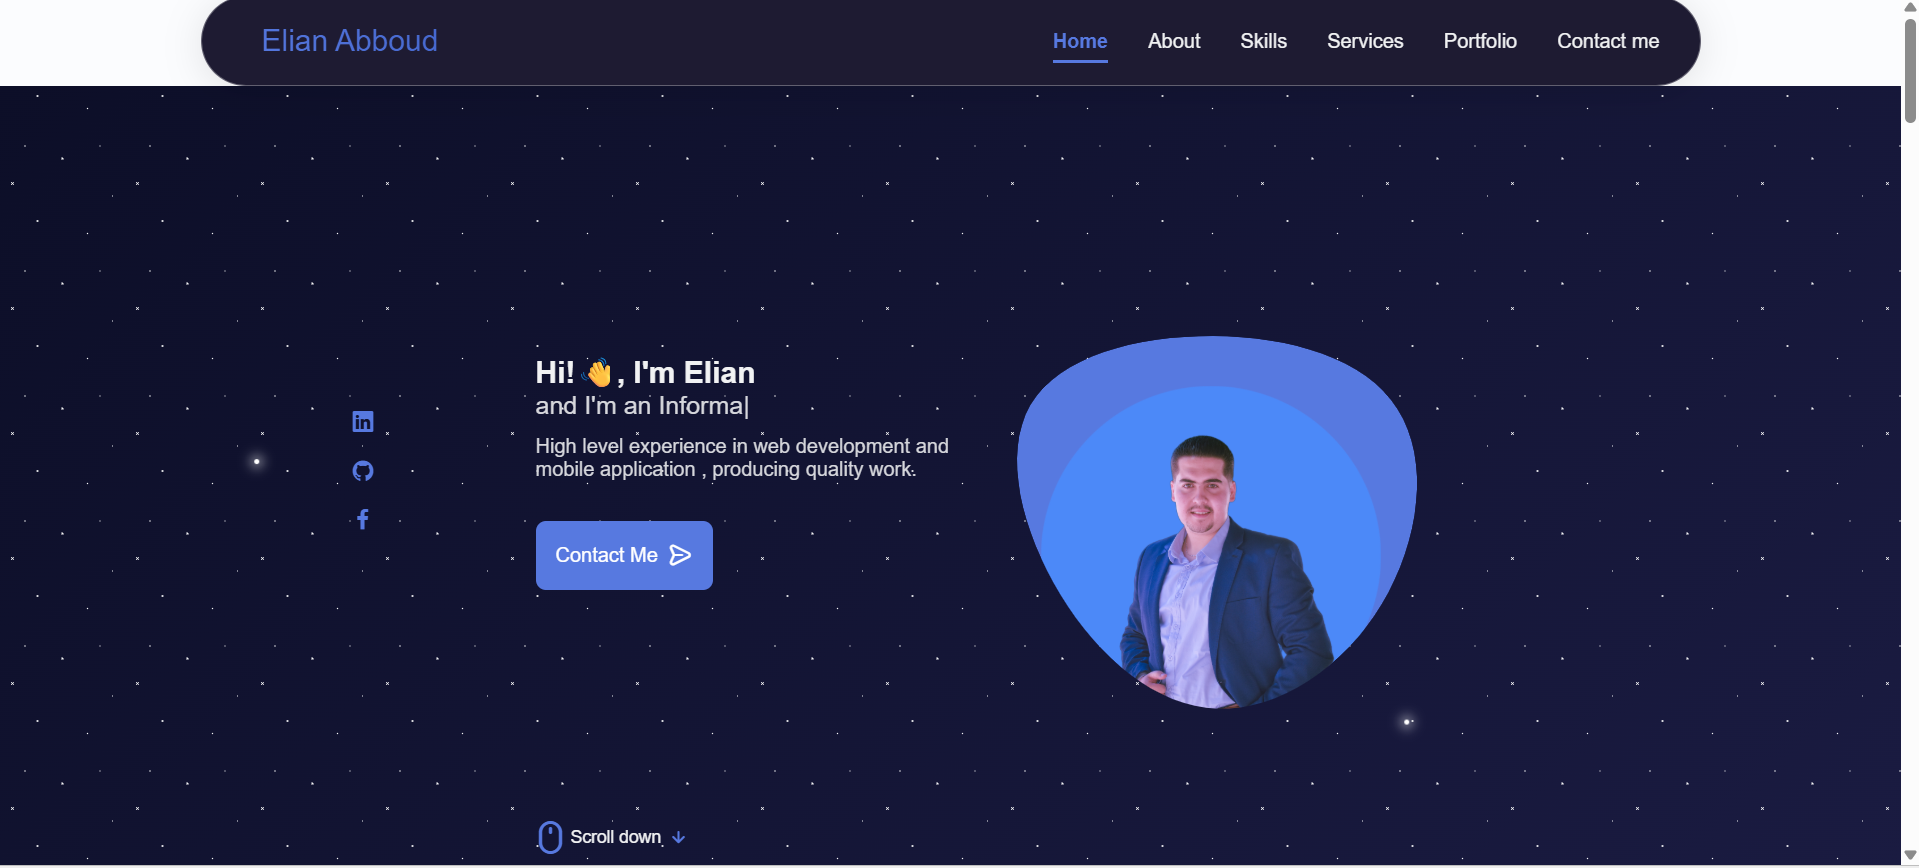 Elian Abboud
Home About Skills Services Portfolio Contact me
Hi! 👋, I'm Elian
and I'm an Informa|
High level experience in web development and
mobile application , producing quality work.
in
Contact Me
Scroll down